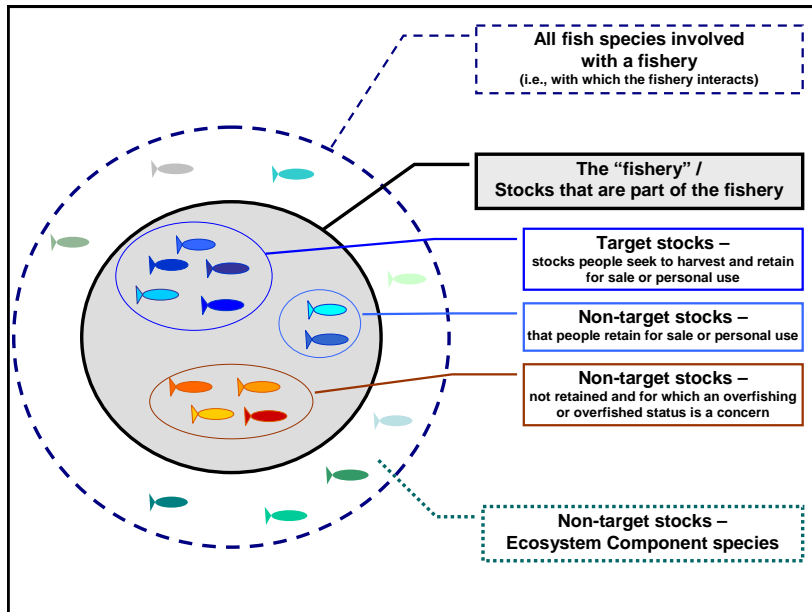 All fish species involved
with a fishery
(i.e., with which the fishery interacts)
The “fishery” /
Stocks that are part of the fishery
Target stocks –
stocks people seek to harvest and retain
for sale or personal use
Non-target stocks –
that people retain for sale or personal use
Non-target stocks –
not retained and for which an overfishing
or overfished status is a concern
Non-target stocks –
Ecosystem Component species